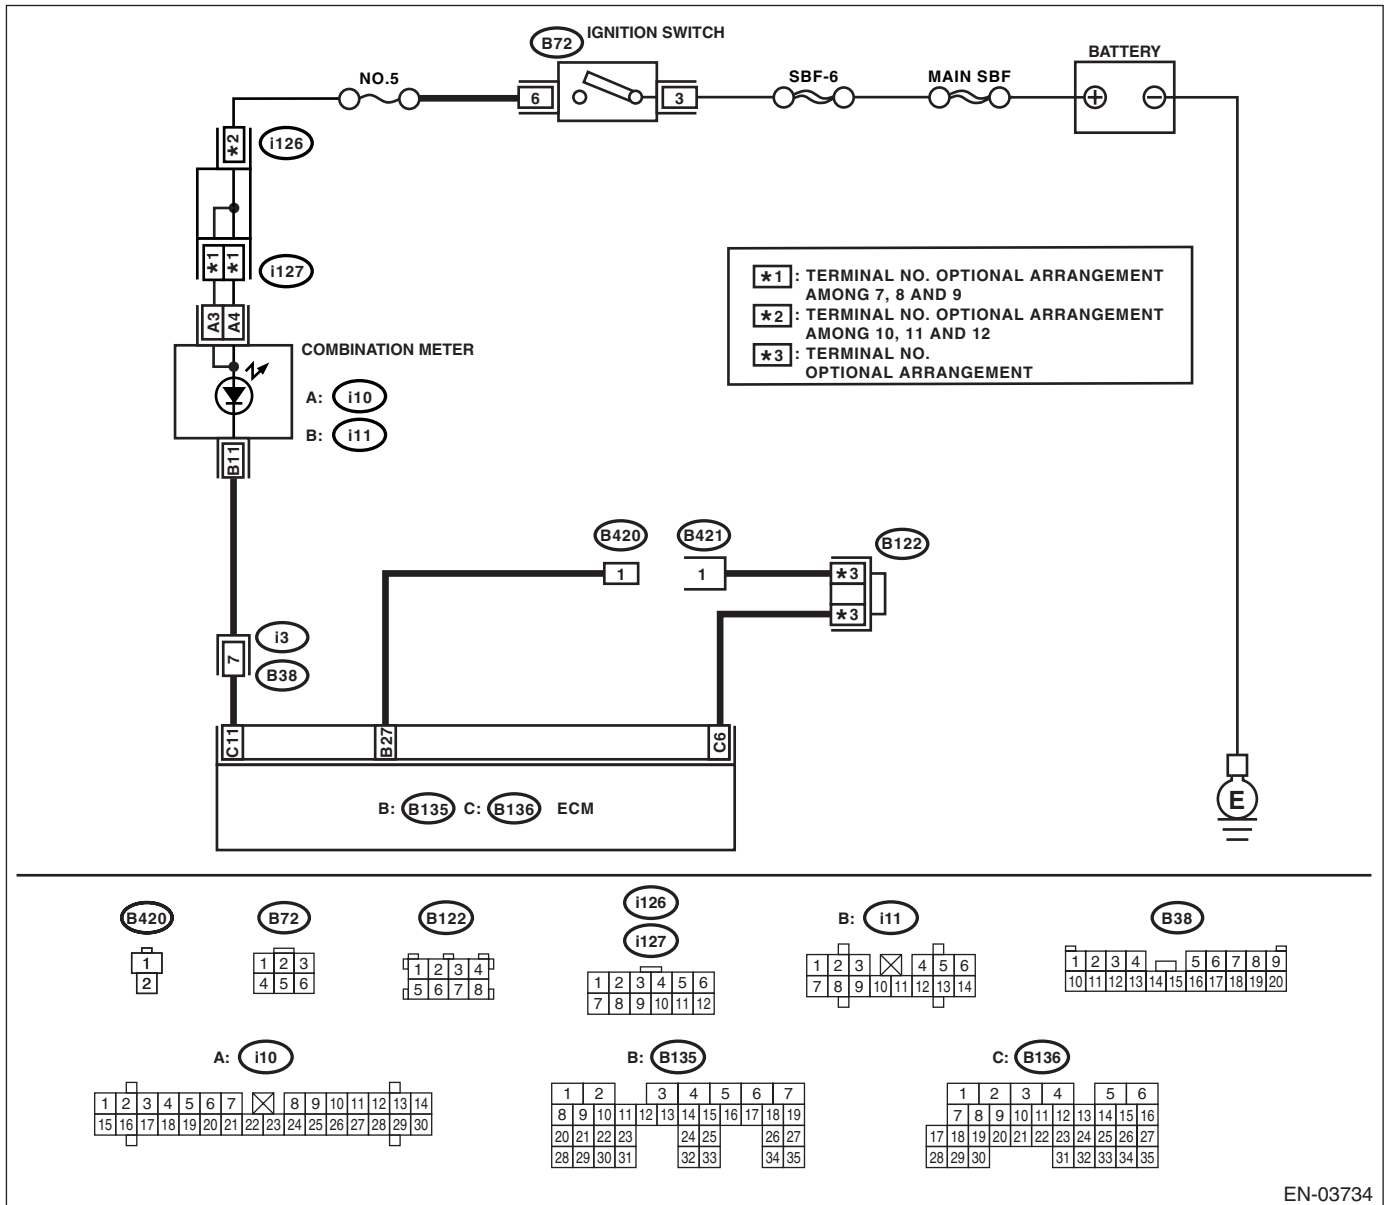 IGNITION SWITCH
B72
BATTERY
NO.5
SBF-6
MAIN SBF
6
3
+
−
*2
i126
*1 *1
i127
A3 A4
COMBINATION METER
A: i10
B: i11
B11
*1 : TERMINAL NO. OPTIONAL ARRANGEMENT
AMONG 7, 8 AND 9
*2 : TERMINAL NO. OPTIONAL ARRANGEMENT
AMONG 10, 11 AND 12
*3 : TERMINAL NO.
OPTIONAL ARRANGEMENT
B420
B421
B122
1
1
*3
*3
7
i3
B38
C11
B27
C6
B: B135 C: B136 ECM
E
B420
1
2
B72
1 2 3
4 5 6
B122
1 2 3 4
5 6 7 8
i126
i127
1 2 3 4 5 6
7 8 9 10 11 12
B: i11
1 2 3 4 5 6
7 8 9 10 11 12 13 14
B38
1 2 3 4 5 6 7 8 9
10 11 12 13 14 15 16 17 18 19 20
A: i10
1 2 3 4 5 6 7 8 9 10 11 12 13 14
15 16 17 18 19 20 21 22 23 24 25 26 27 28 29 30
B: B135
1 2 3 4 5 6 7
8 9 10 11 12 13 14 15 16 17 18 19
20 21 22 23 24 25 26 27
28 29 30 31 32 33 34 35
C: B136
1 2 3 4 5 6
7 8 9 10 11 12 13 14 15 16
17 18 19 20 21 22 23 24 25 26 27
28 29 30 31 32 33 34 35
EN-03734